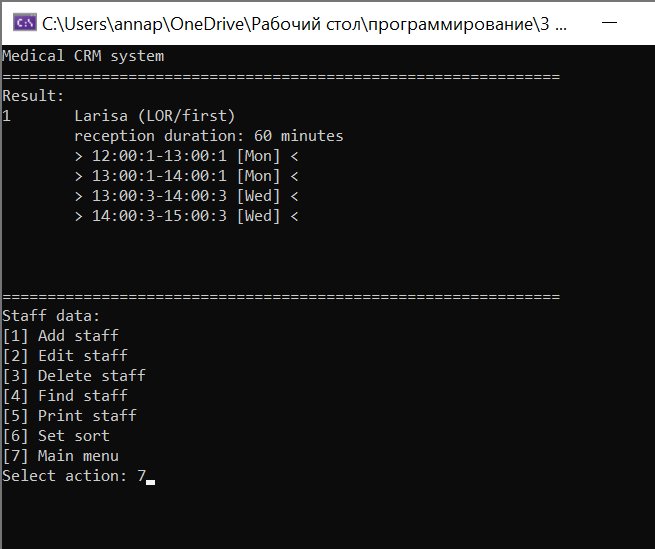 C:\Users\annap\OneDrive\Рабочий стол\программирование\3 ...
Medical CRM system
==============================================================
Result:
1       Larisa (LOR/first)
        reception duration: 60 minutes
        > 12:00:1-13:00:1 [Mon] <
        > 13:00:1-14:00:1 [Mon] <
        > 13:00:3-14:00:3 [Wed] <
        > 14:00:3-15:00:3 [Wed] <
==============================================================
Staff data:
[1] Add staff
[2] Edit staff
[3] Delete staff
[4] Find staff
[5] Print staff
[6] Set sort
[7] Main menu
Select action: 7